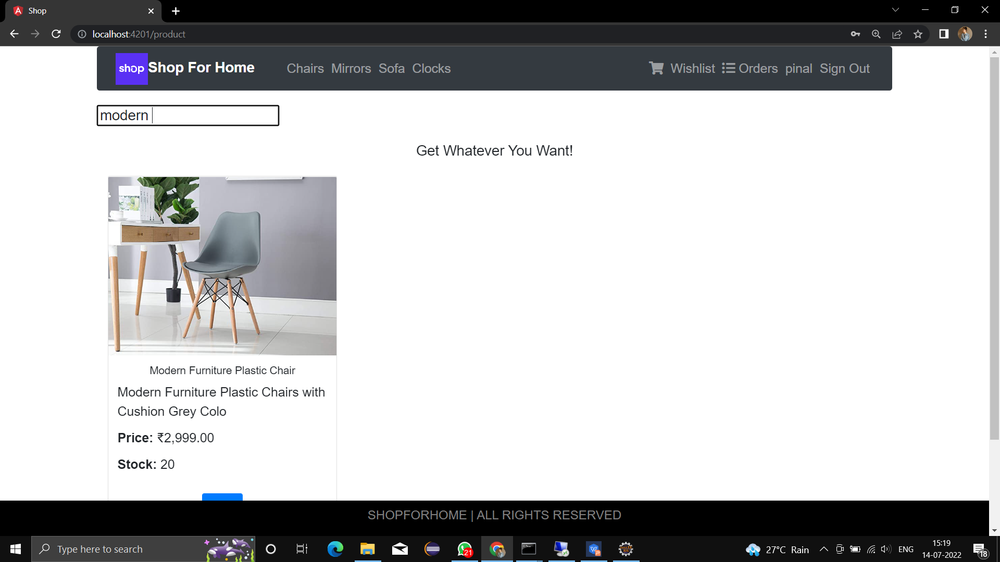 Shop
localhost:4201/product
shop Shop For Home Chairs Mirrors Sofa Clocks Wishlist Orders pinal Sign Out
modern
Get Whatever You Want!
Modern Furniture Plastic Chair
Modern Furniture Plastic Chairs with
Cushion Grey Colo
Price: ₹2,999.00
Stock: 20
SHOPFORHOME | ALL RIGHTS RESERVED
Type here to search
21
27°C Rain
ENG
15:19
14-07-2022
18